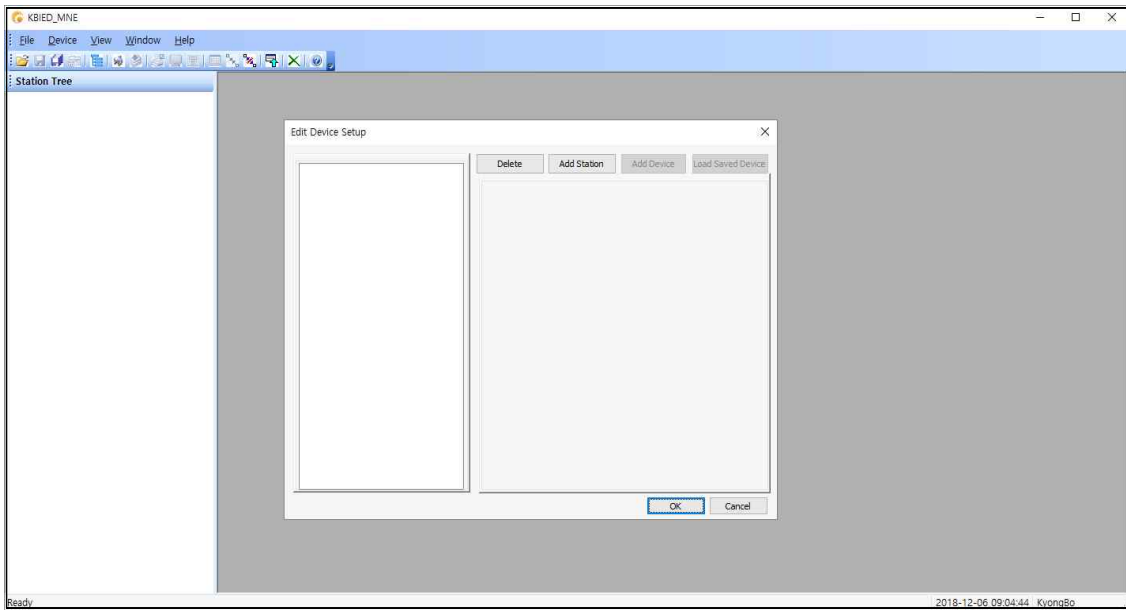 KBIED_MNE
File Device View Window Help
Station Tree
Edit Device Setup
Delete Add Station Add Device Load Saved Device
OK Cancel
Ready 2018-12-06 09:04:44 KyongBo